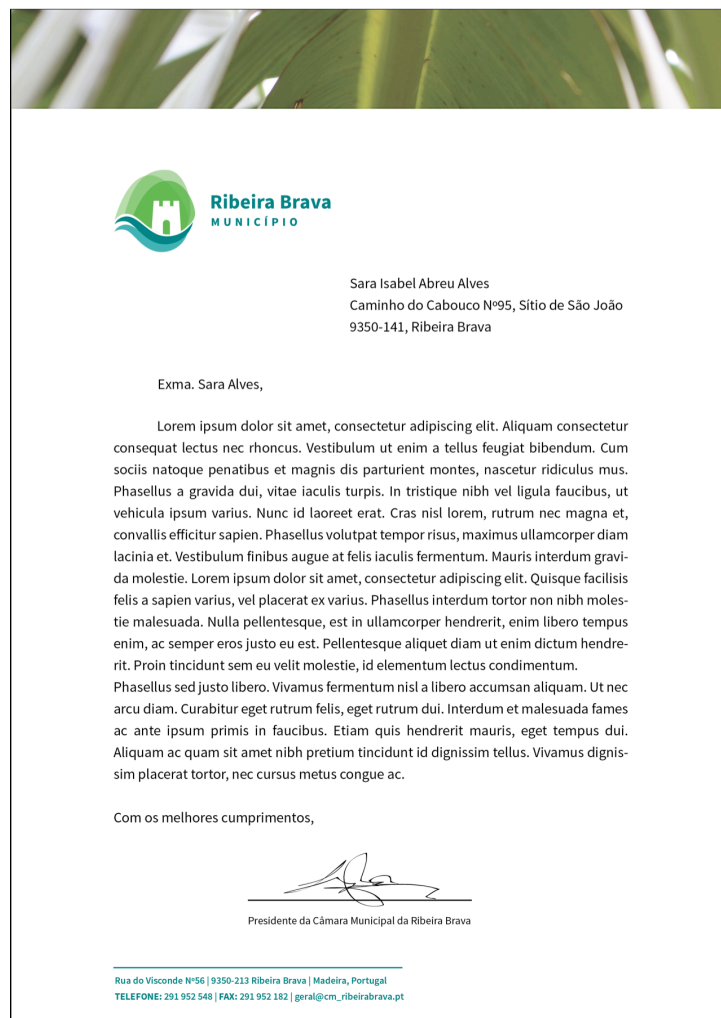 Ribeira Brava
MUNICÍPIO
Sara Isabel Abreu Alves
Caminho do Cabouco Nº95, Sítio de São João
9350-141, Ribeira Brava
Exma. Sara Alves,
Lorem ipsum dolor sit amet, consectetur adipiscing elit. Aliquam consectetur
consequat lectus nec rhoncus. Vestibulum ut enim a tellus feugiat bibendum. Cum
sociis natoque penatibus et magnis dis parturient montes, nascetur ridiculus mus.
Phasellus a gravida dui, vitae iaculis turpis. In tristique nibh vel ligula faucibus, ut
vehicula ipsum varius. Nunc id laoreet erat. Cras nisl lorem, rutrum nec magna et,
convallis efficitur sapien. Phasellus volutpat tempor risus, maximus ullamcorper diam
lacinia et. Vestibulum finibus augue at felis iaculis fermentum. Mauris interdum gravi-
da molestie. Lorem ipsum dolor sit amet, consectetur adipiscing elit. Quisque facilisis
felis a sapien varius, vel placerat ex varius. Phasellus interdum tortor non nibh moles-
tie malesuada. Nulla pellentesque, est in ullamcorper hendrerit, enim libero tempus
enim, ac semper eros justo eu est. Pellentesque aliquet diam ut enim dictum hendre-
rit. Proin tincidunt sem eu velit molestie, id elementum lectus condimentum.
Phasellus sed justo libero. Vivamus fermentum nisl a libero accumsan aliquam. Ut nec
arcu diam. Curabitur eget rutrum felis, eget rutrum dui. Interdum et malesuada fames
ac ante ipsum primis in faucibus. Etiam quis hendrerit mauris, eget tempus dui.
Aliquam ac quam sit amet nibh pretium tincidunt id dignissim tellus. Vivamus dignis-
sim placerat tortor, nec cursus metus congue ac.
Com os melhores cumprimentos,
Presidente da Câmara Municipal da Ribeira Brava
Rua do Visconde Nº56 | 9350-213 Ribeira Brava | Madeira, Portugal
TELEFONE: 291 952 548 | FAX: 291 952 182 | geral@cm_ribeirabrava.pt